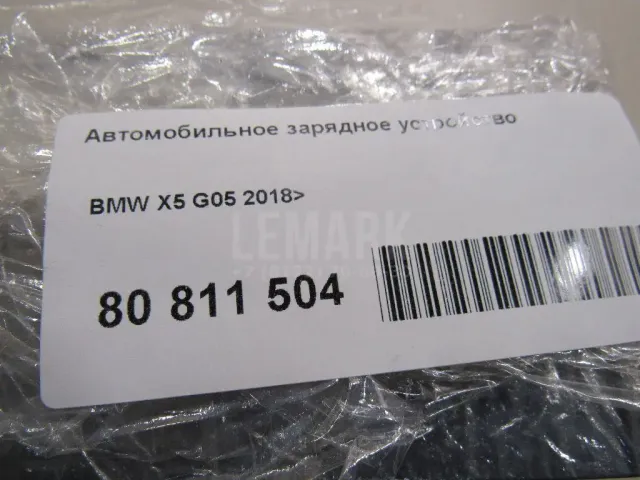 Автомобильное зарядное устройство
BMW X5 G05 2018>
LEMARK
80 811 504